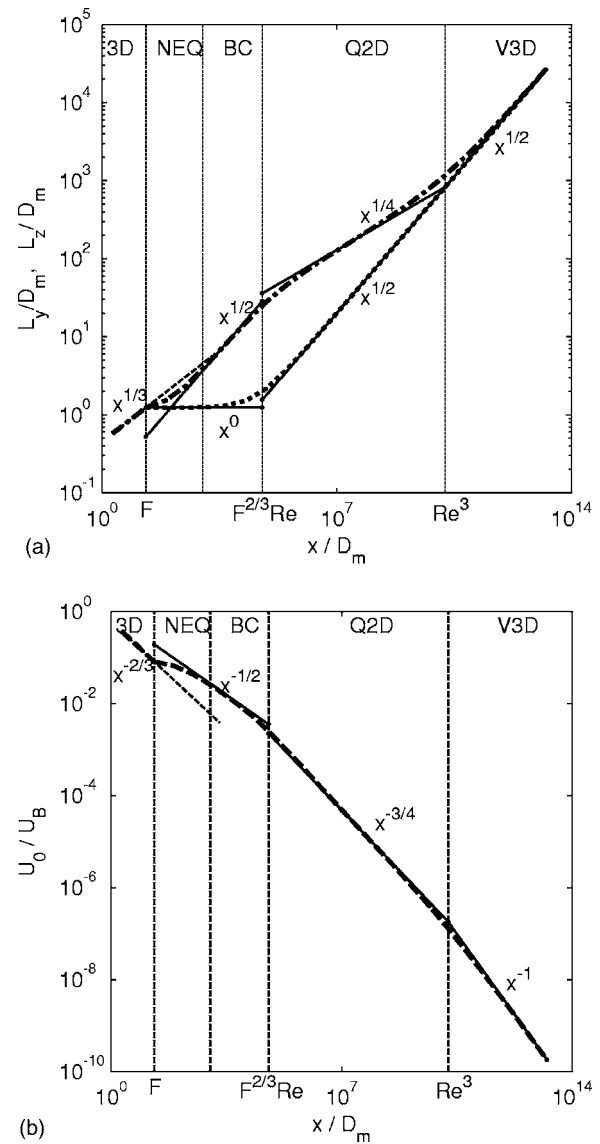 3D NEQ BC Q2D V3D
10^5
10^4
10^3
10^2
10^1
10^0
10^-1
L_y/D_m, L_z/D_m
x^1/2
x^1/4
x^1/2
x^1/2
x^1/3
x^0
10^0 F F^2/3Re 10^7 Re^3 10^14
x / D_m
(a)
10^0
10^-2
10^-4
10^-6
10^-8
10^-10
U_0 / U_B
3D NEQ BC Q2D V3D
x^-2/3
x^-1/2
x^-3/4
x^-1
10^0 F F^2/3Re 10^7 Re^3 10^14
x / D_m
(b)